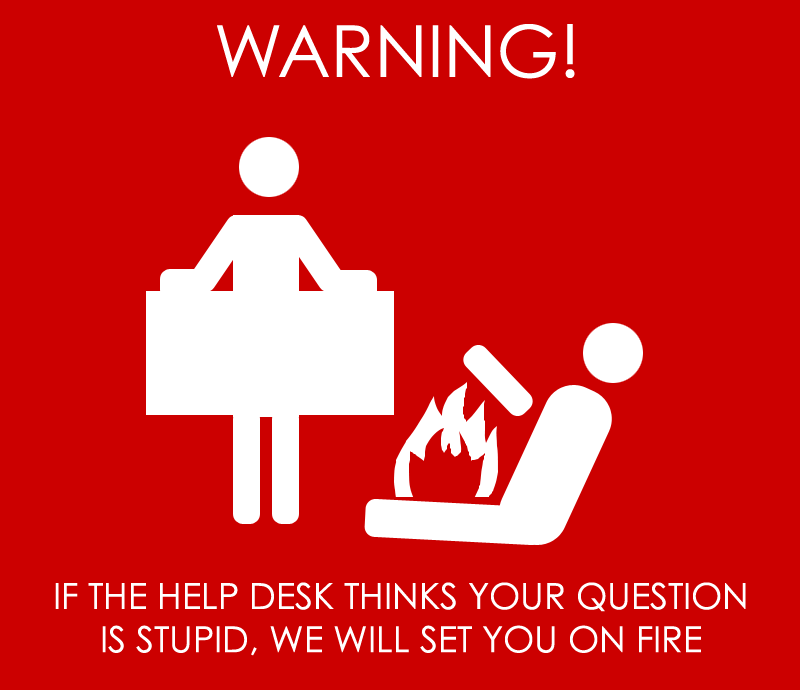 WARNING!
IF THE HELP DESK THINKS YOUR QUESTION
IS STUPID, WE WILL SET YOU ON FIRE